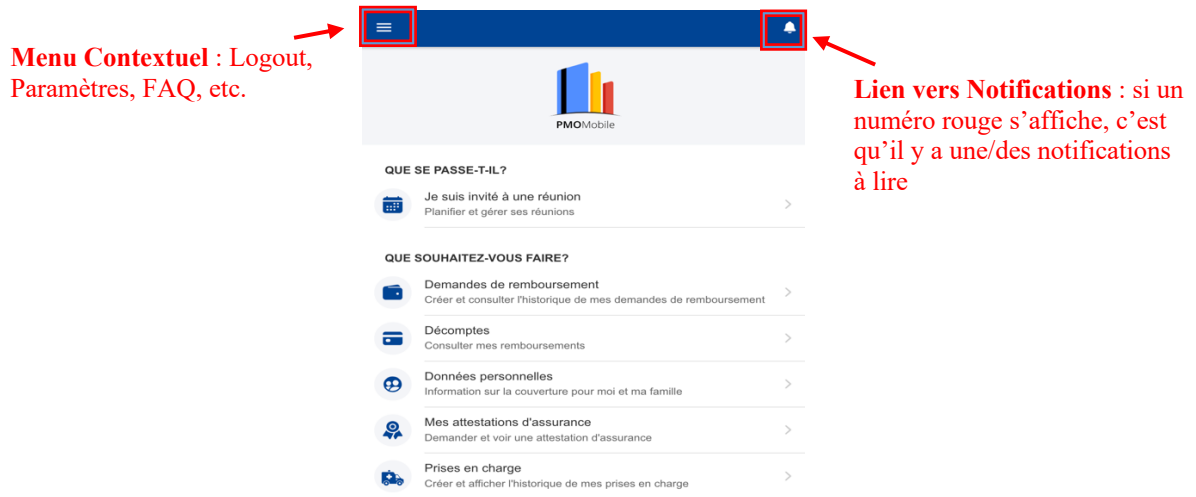 Menu Contextuel : Logout,
Paramètres, FAQ, etc.
Lien vers Notifications : si un
numéro rouge s’affiche, c’est
qu’il y a une/des notifications
à lire
PMOMobile
QUE SE PASSE-T-IL?
Je suis invité à une réunion
Planifier et gérer ses réunions
QUE SOUHAITEZ-VOUS FAIRE?
Demandes de remboursement
Créer et consulter l'historique de mes demandes de remboursement
Décomptes
Consulter mes remboursements
Données personnelles
Information sur la couverture pour moi et ma famille
Mes attestations d'assurance
Demander et voir une attestation d'assurance
Prises en charge
Créer et afficher l'historique de mes prises en charge